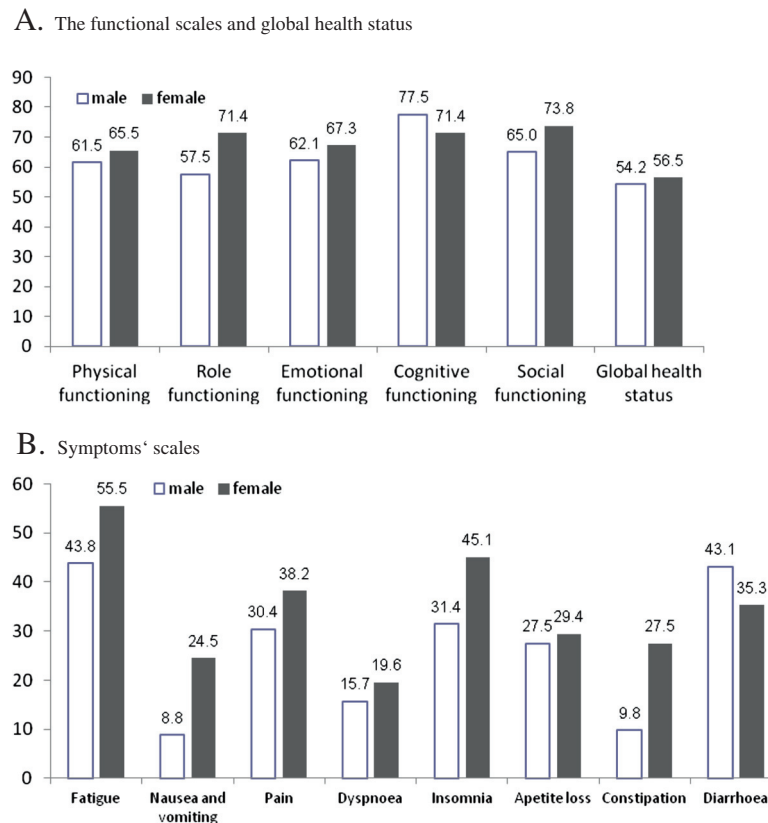 A. The functional scales and global health status
90
80
70
60
50
40
30
20
10
0
male female
61.5 65.5 57.5 71.4 62.1 67.3 77.5 71.4 65.0 73.8 54.2 56.5
Physical functioning
Role functioning
Emotional functioning
Cognitive functioning
Social functioning
Global health status
B. Symptoms‘ scales
60
50
40
30
20
10
0
male female
43.8 55.5 8.8 24.5 30.4 38.2 15.7 19.6 31.4 45.1 27.5 29.4 9.8 27.5 43.1 35.3
Fatigue
Nausea and
vomiting
Pain
Dyspnoea
Insomnia
Apetite loss
Constipation
Diarrhoea